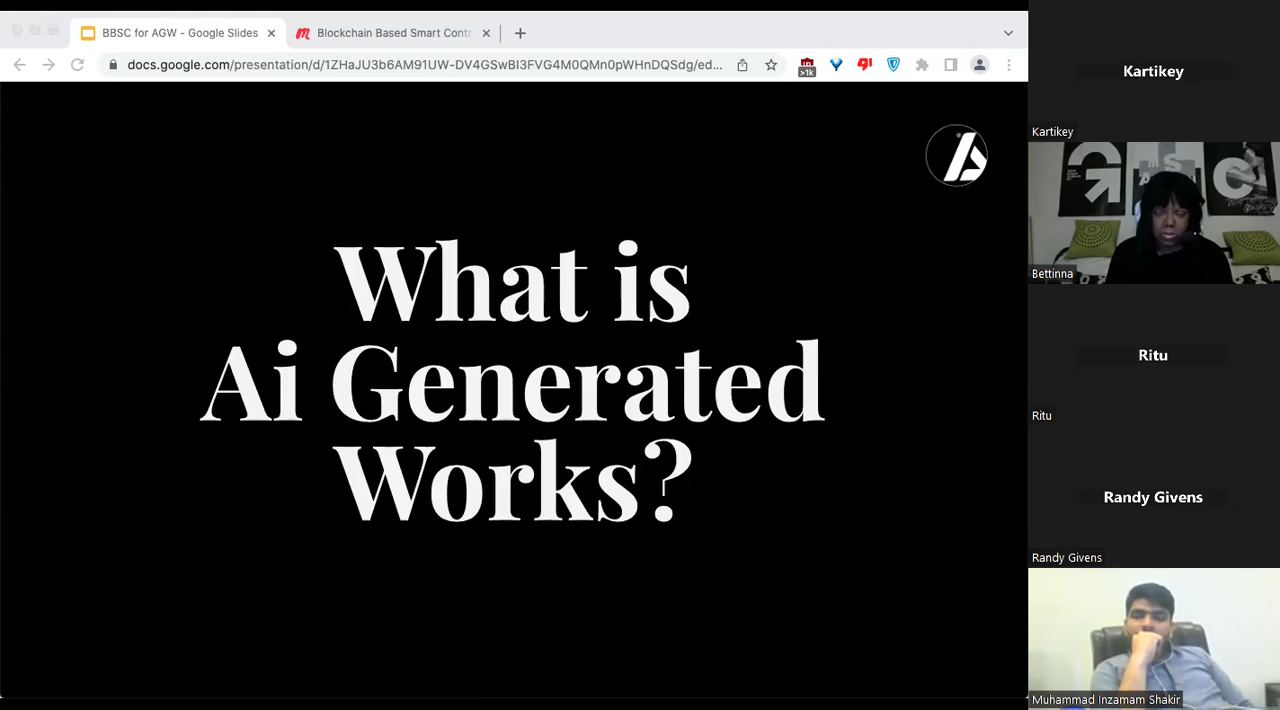 BBSC for AGW - Google Slides
Blockchain Based Smart Contr
docs.google.com/presentation/d/1ZHaJU3b6AM91UW-DV4GSwBI3FVG4M0QMn0pWHnDQSdg/ed...
>1k
What is
Ai Generated
Works?
Kartikey
Kartikey
Bettinna
Ritu
Ritu
Randy Givens
Randy Givens
Muhammad Inzamam Shakir